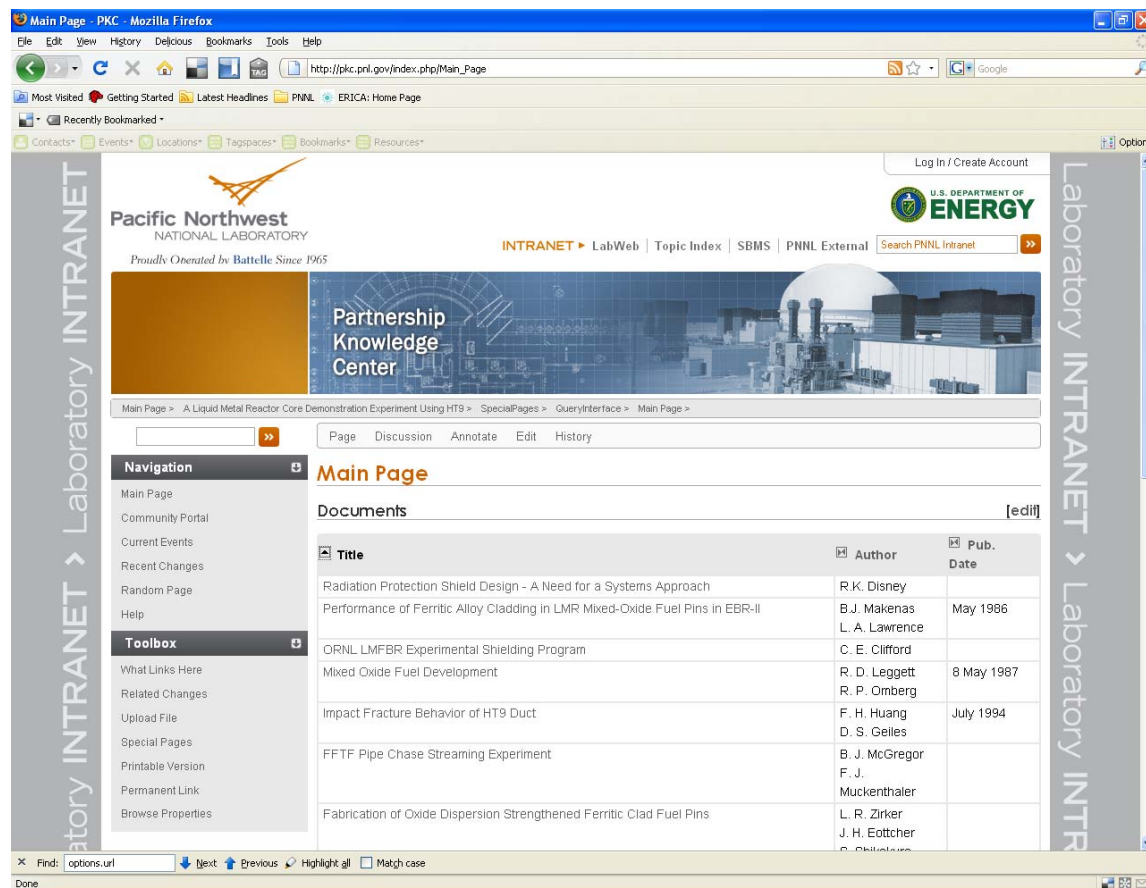 Main Page - PKC - Mozilla Firefox
File Edit View History Delicious Bookmarks Tools Help
TAG http://pkc.pnl.gov/index.php/Main_Page Google
Most Visited Getting Started Latest Headlines PNNL ERICA: Home Page
Recently Bookmarked
Contacts Events Locations Tagspaces Bookmarks Resources Option
Log In / Create Account
Pacific Northwest
NATIONAL LABORATORY
Proudly Operated by Battelle Since 1965
U.S. DEPARTMENT OF
ENERGY
INTRANET ► LabWeb | Topic Index | SBMS | PNNL External Search PNNL Intranet
Partnership
Knowledge
Center
Main Page > A Liquid Metal Reactor Core Demonstration Experiment Using HT9 > SpecialPages > QueryInterface > Main Page >
Page Discussion Annotate Edit History
Navigation
Main Page
Community Portal
Current Events
Recent Changes
Random Page
Help
Toolbox
What Links Here
Related Changes
Upload File
Special Pages
Printable Version
Permanent Link
Browse Properties
Main Page
Documents [edit]
Title Author Pub.
Date
Radiation Protection Shield Design - A Need for a Systems Approach R.K. Disney
Performance of Ferritic Alloy Cladding in LMR Mixed-Oxide Fuel Pins in EBR-II B.J. Makenas May 1986
L. A. Lawrence
ORNL LMFBR Experimental Shielding Program C. E. Clifford
Mixed Oxide Fuel Development R. D. Leggett 8 May 1987
R. P. Omberg
Impact Fracture Behavior of HT9 Duct F. H. Huang July 1994
D. S. Gelles
FFTF Pipe Chase Streaming Experiment B. J. McGregor
F. J.
Muckenthaler
Fabrication of Oxide Dispersion Strengthened Ferritic Clad Fuel Pins L. R. Zirker
J. H. Eottcher
atory INTRANET > Laboratory INTRANET
Laboratory INTRANET > Laboratory INTR
Find: options.url Next Previous Highlight all Match case
Done